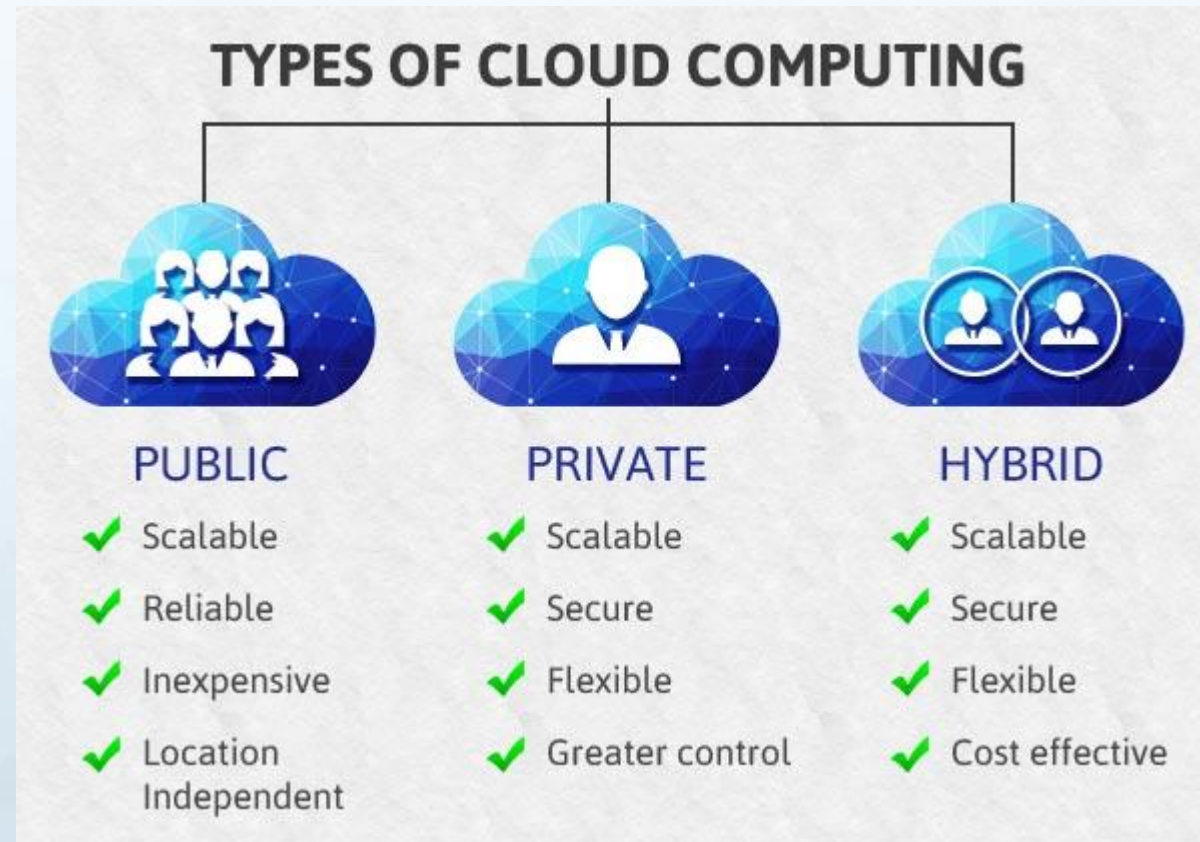 TYPES OF CLOUD COMPUTING
PUBLIC
Scalable
Reliable
Inexpensive
Location
Independent
PRIVATE
Scalable
Secure
Flexible
Greater control
HYBRID
Scalable
Secure
Flexible
Cost effective